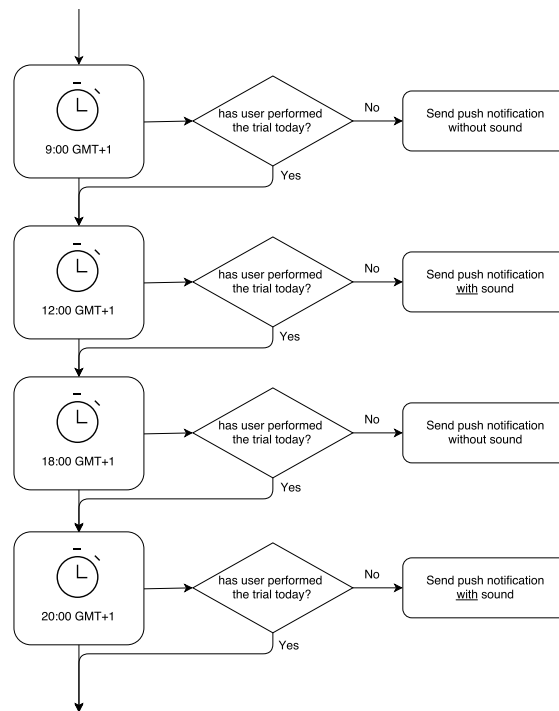 9:00 GMT+1
has user performed
the trial today?
No
Send push notification
without sound
Yes
12:00 GMT+1
has user performed
the trial today?
No
Send push notification
with sound
Yes
18:00 GMT+1
has user performed
the trial today?
No
Send push notification
without sound
Yes
20:00 GMT+1
has user performed
the trial today?
No
Send push notification
with sound
Yes